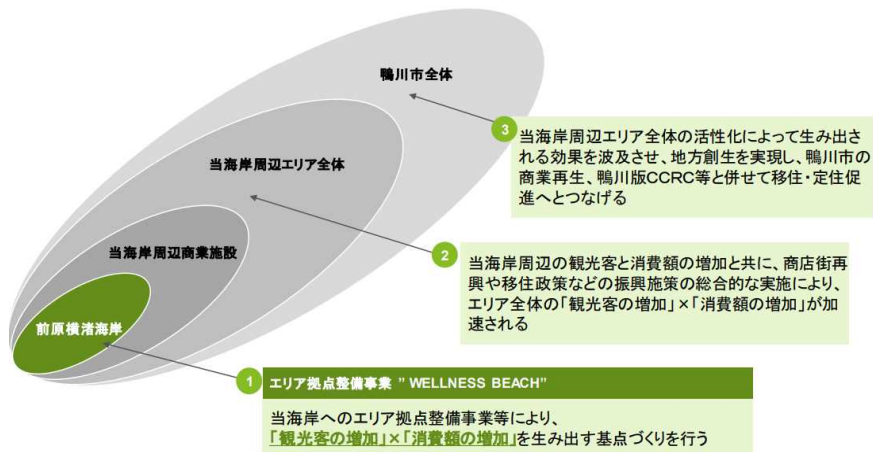 鴨川市全体
3
当海岸周辺エリア全体の活性化によって生み出さ
れる効果を波及させ、地方創生を実現し、鴨川市の
商業再生、鴨川版CCRC等と併せて移住・定住促
進へとつなげる
当海岸周辺エリア全体
2
当海岸周辺の観光客と消費額の増加と共に、商店街再
興や移住政策などの振興施策の総合的な実施により、
エリア全体の「観光客の増加」×「消費額の増加」が加
速される
当海岸周辺商業施設
前原横渚海岸
1
エリア拠点整備事業 ” WELLNESS BEACH”
当海岸へのエリア拠点整備事業等により、
「観光客の増加」×「消費額の増加」を生み出す基点づくりを行う